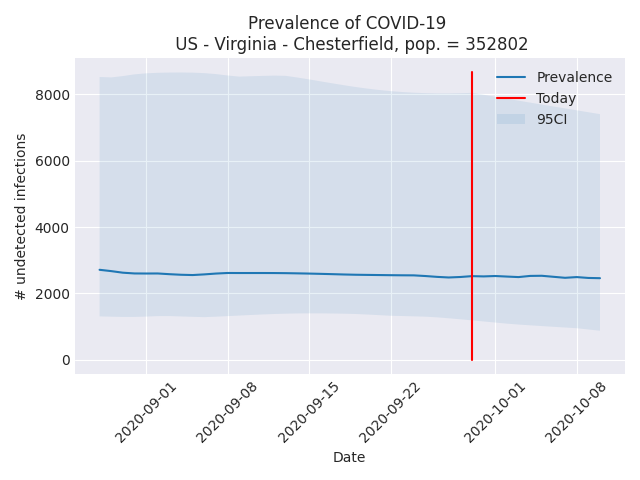 Prevalence of COVID-19
US - Virginia - Chesterfield, pop. = 352802
Prevalence
Today
95CI
8000
6000
4000
2000
0
# undetected infections
2020-09-01
2020-09-08
2020-09-15
2020-09-22
2020-10-01
2020-10-08
Date